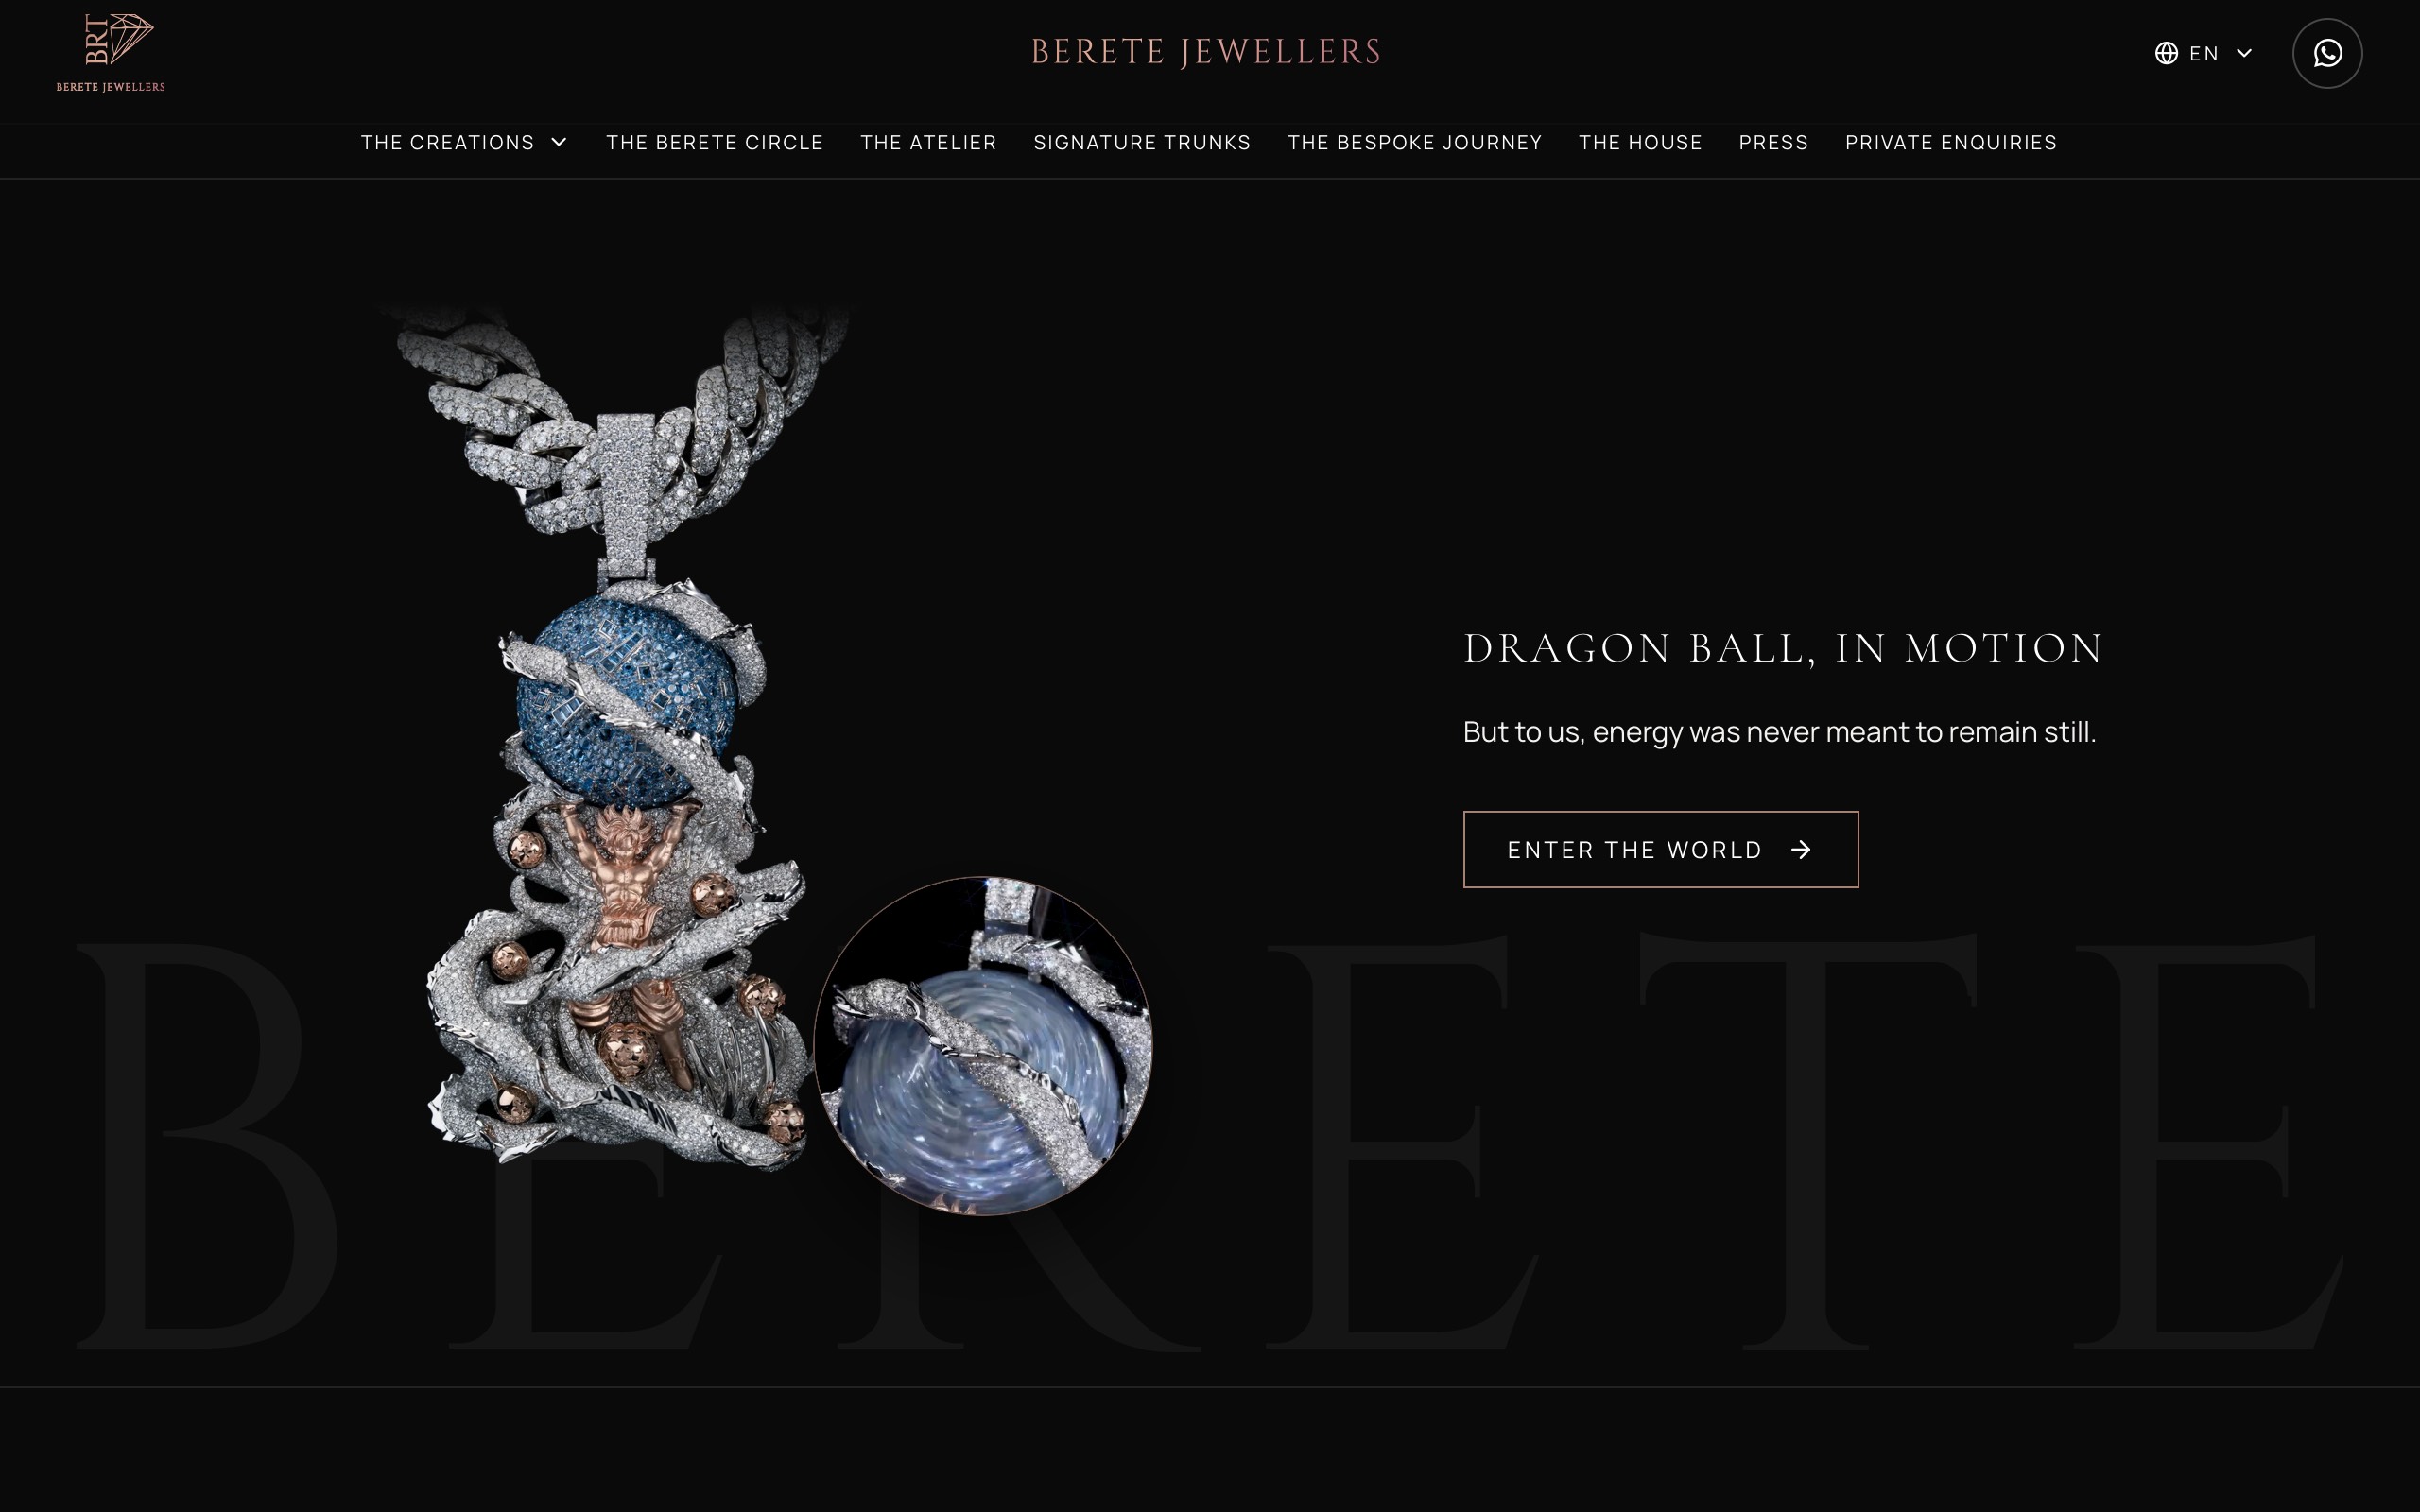 BRT
BERETE JEWELLERS
BERETE JEWELLERS
EN
THE CREATIONS THE BERETE CIRCLE THE ATELIER SIGNATURE TRUNKS THE BESPOKE JOURNEY THE HOUSE PRESS PRIVATE ENQUIRIES
DRAGON BALL, IN MOTION
But to us, energy was never meant to remain still.
ENTER THE WORLD
BERETE